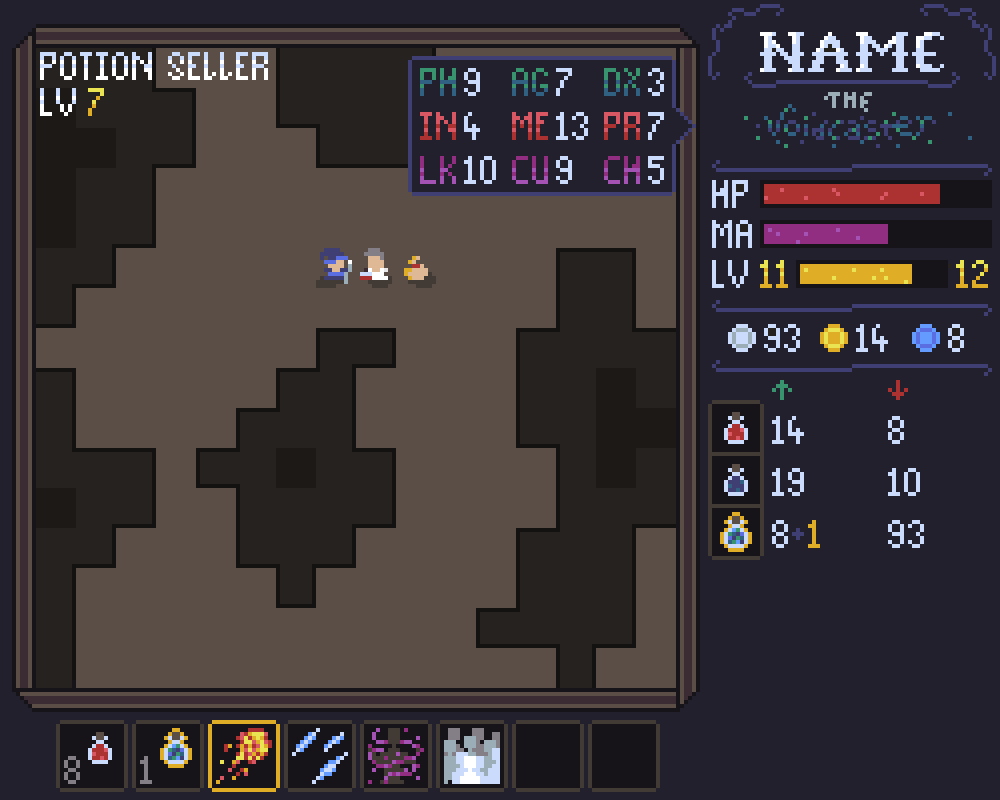 POTION SELLER
LV 7
PH 9 AG 7 DX 3
IN 4 ME 13 PR 7
LK 10 CU 9 CH 5
NAME
THE
Voidcaster
HP
MA
LV 11 12
93 14 8
14 8
19 10
8+1 93
8 1